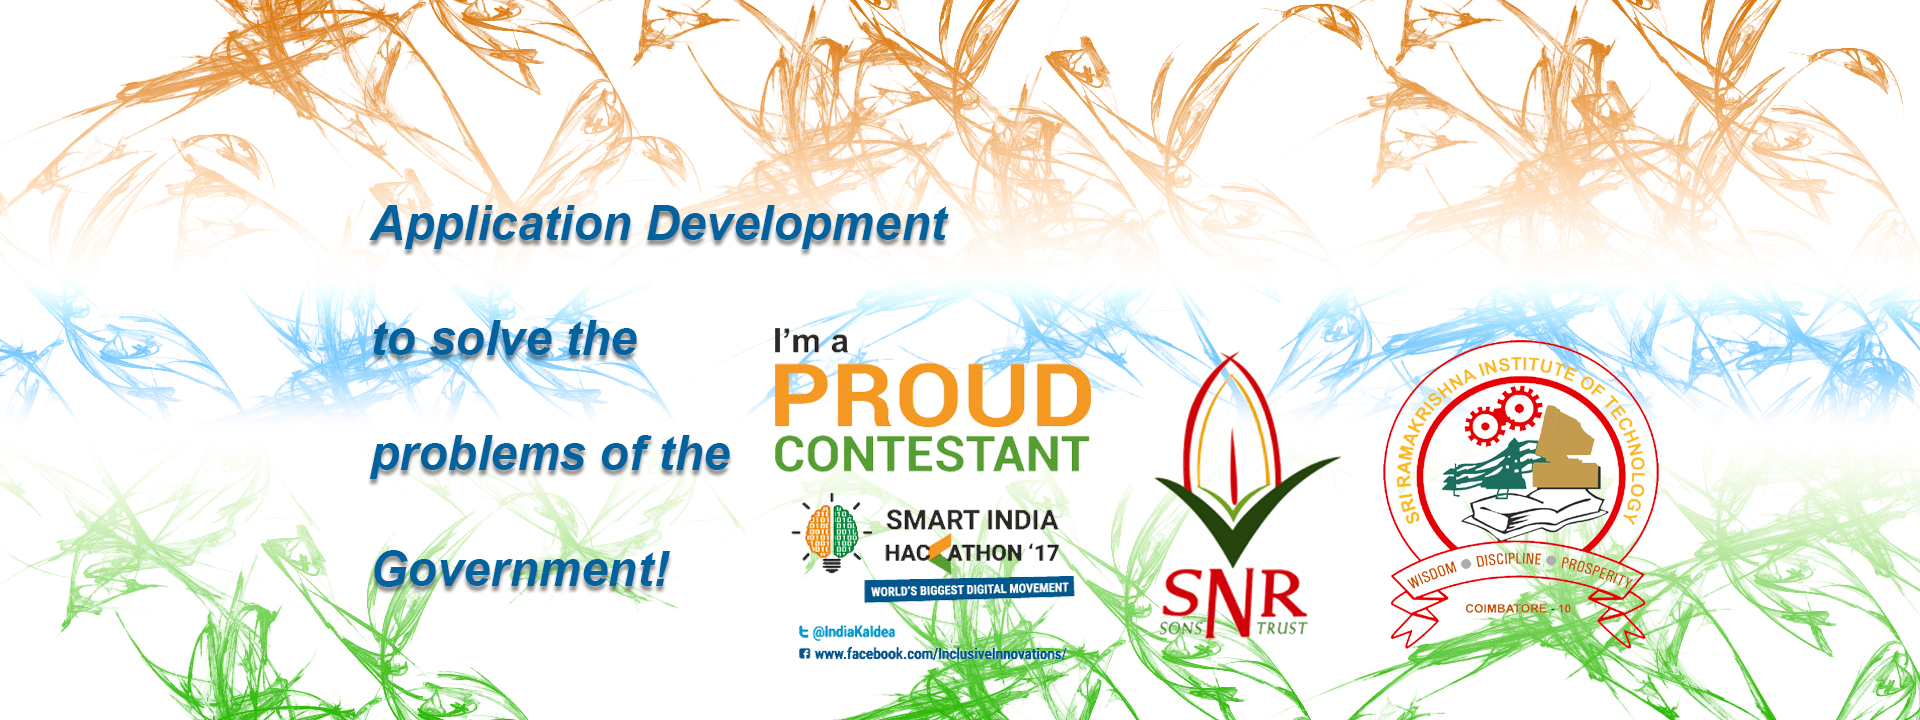 Application Development
to solve the
problems of the
Government!
I'm a
PROUD
CONTESTANT
SMART INDIA
HACKATHON '17
WORLD'S BIGGEST DIGITAL MOVEMENT
@IndiaKaIdea
www.facebook.com/InclusiveInnovations/
SNR
SONS TRUST
SRI RAMAKRISHNA INSTITUTE OF TECHNOLOGY
WISDOM DISCIPLINE PROSPERITY
COIMBATORE - 10